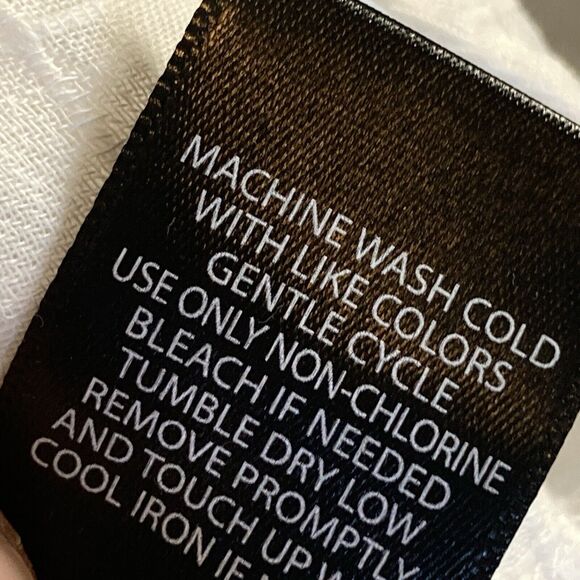 MACHINE WASH COLD
WITH LIKE COLORS
GENTLE CYCLE
USE ONLY NON-CHLORINE
BLEACH IF NEEDED
TUMBLE DRY LOW
REMOVE PROMPTLY
AND TOUCH UP
COOL IRON IF